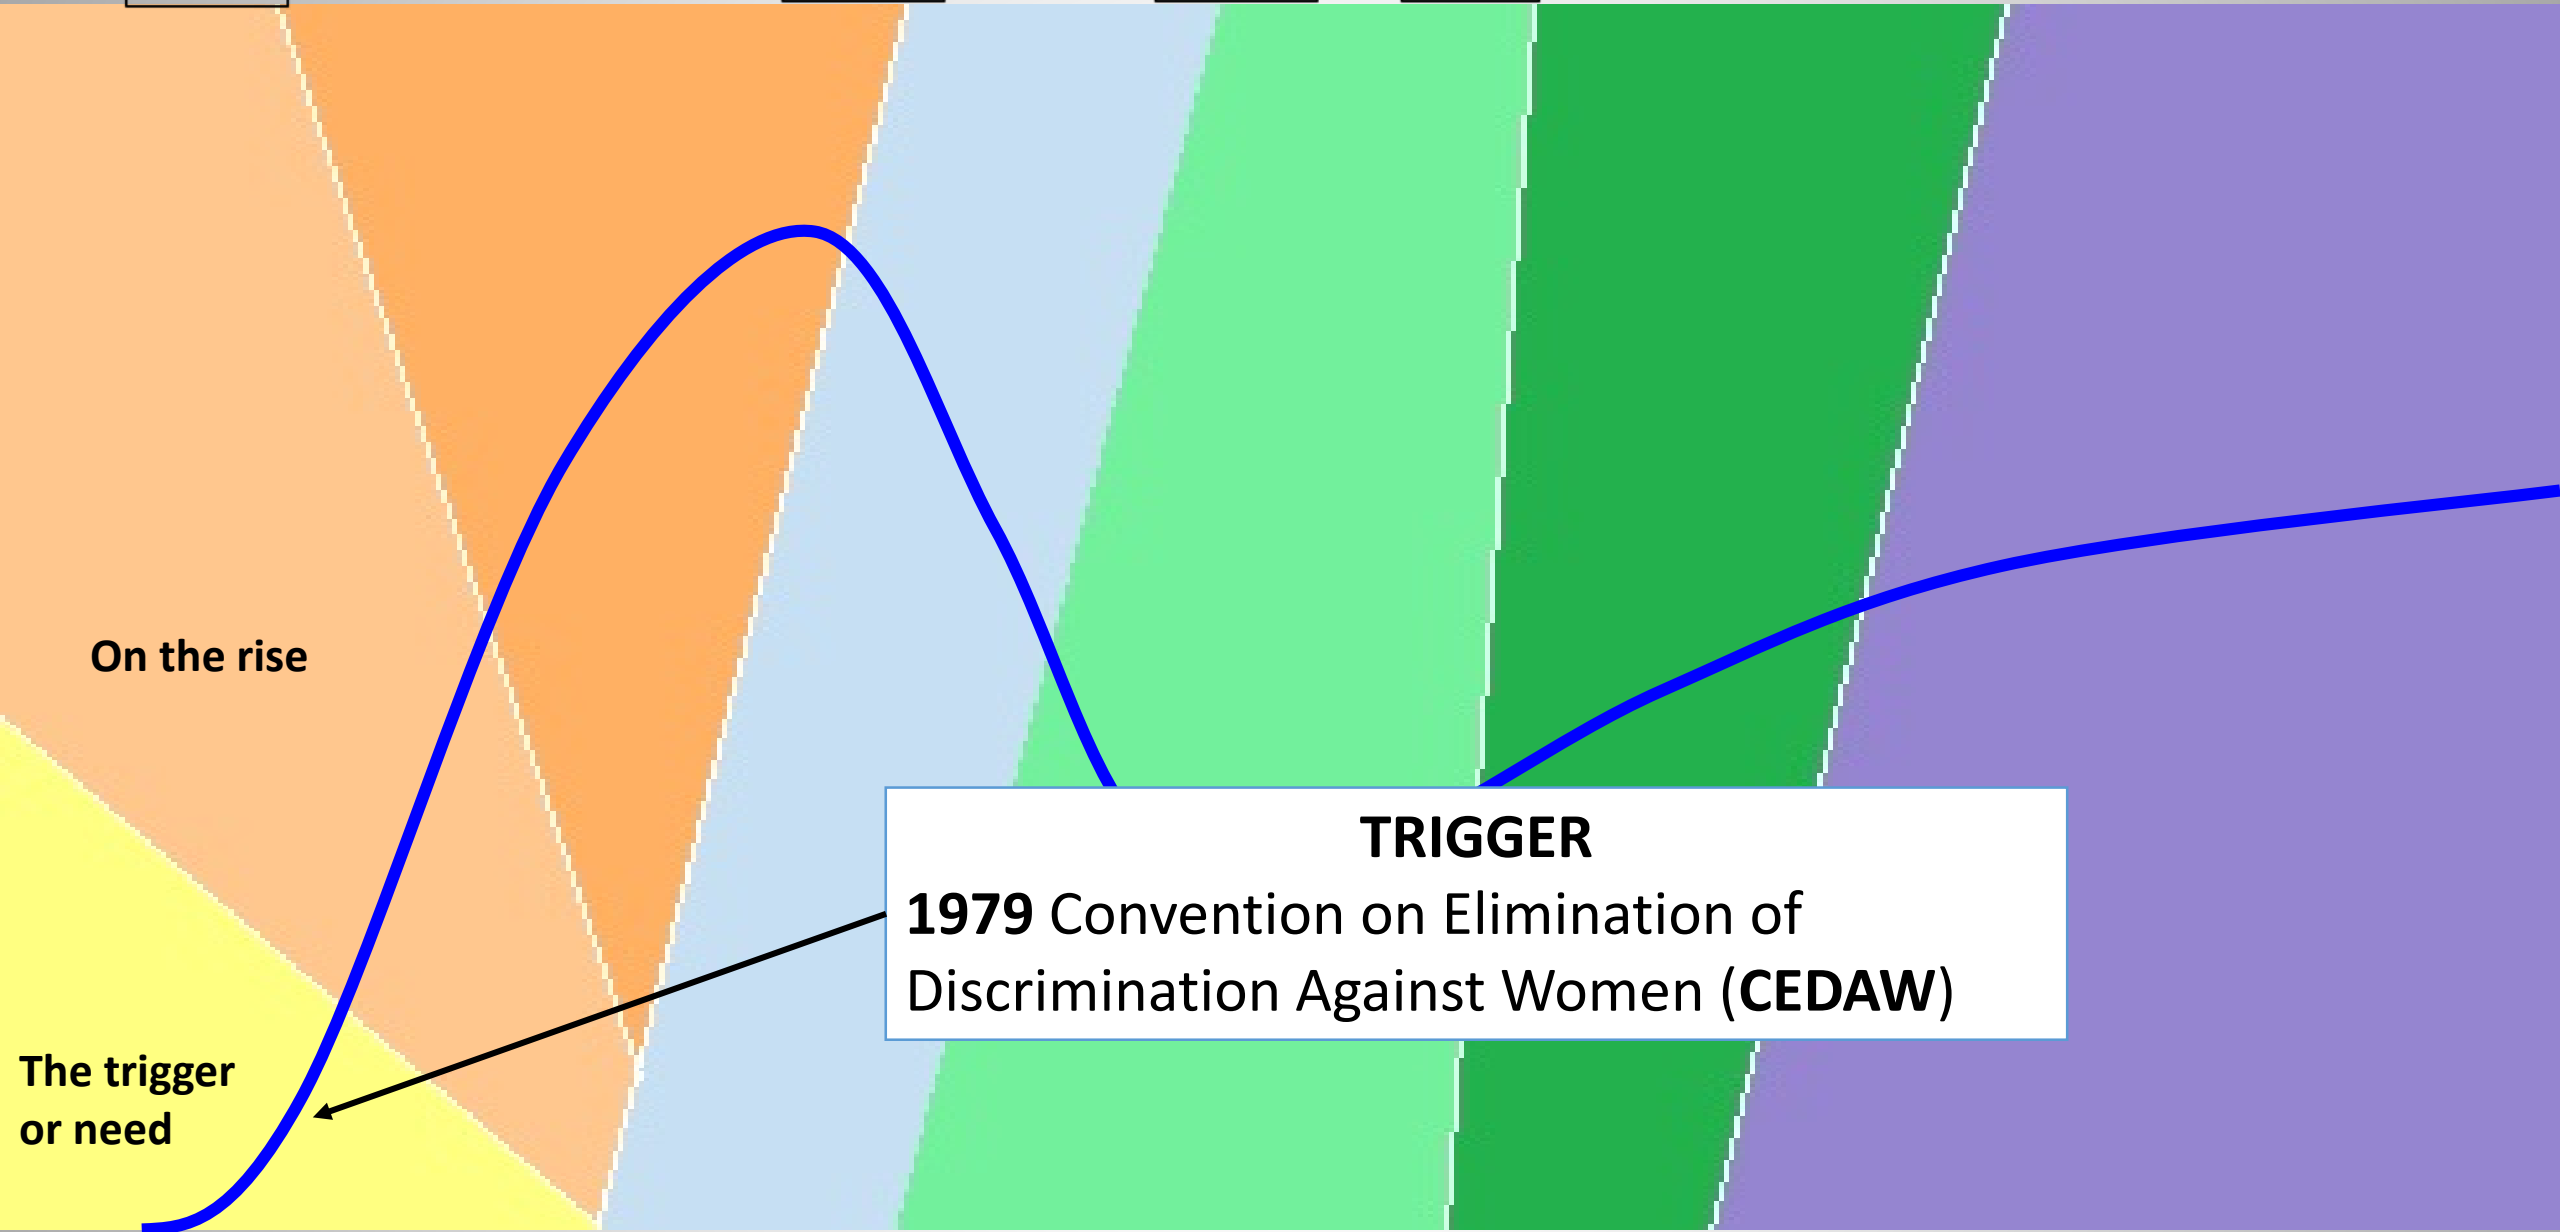 On the rise
TRIGGER
1979 Convention on Elimination of
Discrimination Against Women (CEDAW)
The trigger
or need